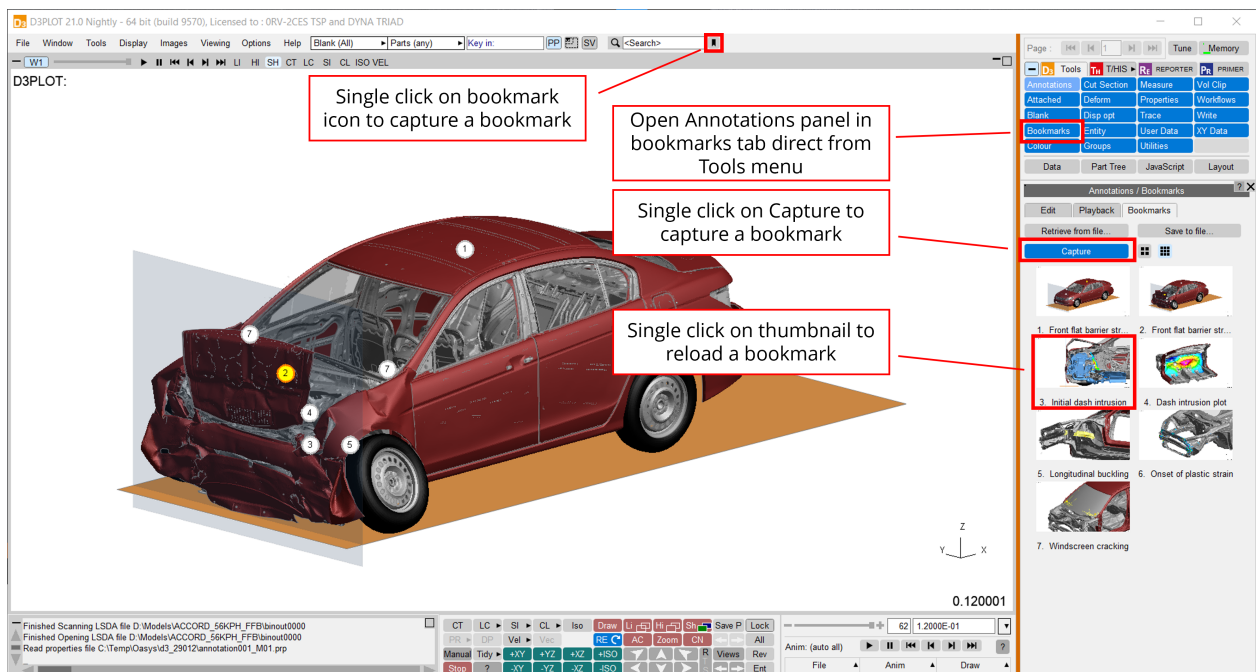 D3PLOT 21.0 Nightly - 64 bit (build 9570), Licensed to : 0RV-2CES TSP and DYNA TRIAD
File Window Tools Display Images Viewing Options Help Blank (All) Parts (any) Key in: PP SV <Search>
W1 LI HI SH CT LC SI CL ISO VEL
D3PLOT:
Single click on bookmark
icon to capture a bookmark
Open Annotations panel in
bookmarks tab direct from
Tools menu
Single click on Capture to
capture a bookmark
Single click on thumbnail to
reload a bookmark
1
7
2
7
4
3
5
Z
Y X
0.120001
Page : 1 Tune Memory
D3 Tools TH T/HIS RE REPORTER PR PRIMER
Annotations Cut Section Measure Vol Clip
Attached Deform Properties Workflows
Blank Disp opt Trace Write
Bookmarks Entity User Data XY Data
Colour Groups Utilities
Data Part Tree JavaScript Layout
Annotations / Bookmarks ? X
Edit Playback Bookmarks
Retrieve from file... Save to file...
Capture
1. Front flat barrier str... 2. Front flat barrier str...
3. Initial dash intrusion 4. Dash intrusion plot
5. Longitudinal buckling 6. Onset of plastic strain
7. Windscreen cracking
Finished Scanning LSDA file D:\Models\ACCORD_56KPH_FFB\binout0000
Finished Opening LSDA file D:\Models\ACCORD_56KPH_FFB\binout0000
Read properties file C:\Temp\Oasys\d3_29012\annotation001_M01.prp
CT LC SI CL Iso Draw Li Hi Sh Save P Lock
PR DP Vel Vec RE AC Zoom CN All
Manual Tidy +XY +YZ +XZ +ISO R Views Rev
Stop ? -XY -YZ -XZ -ISO Ent
62 1.2000E-01
Anim: (auto all) ?
File Anim Draw